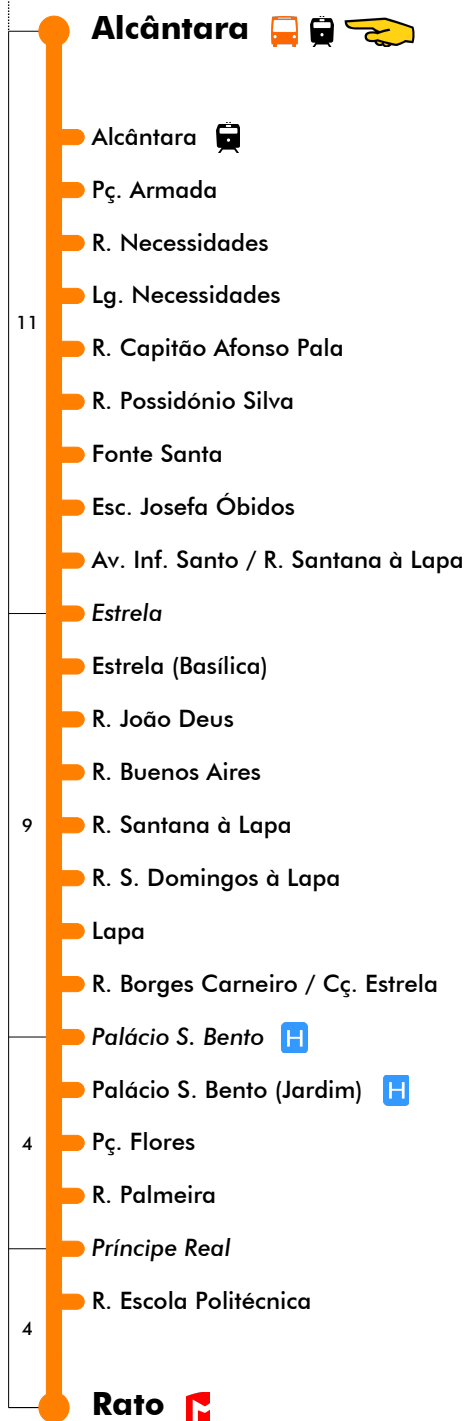 Alcântara
Alcântara
Pç. Armada
R. Necessidades
Lg. Necessidades
11
R. Capitão Afonso Pala
R. Possidónio Silva
Fonte Santa
Esc. Josefa Óbidos
Av. Inf. Santo / R. Santana à Lapa
Estrela
Estrela (Basílica)
R. João Deus
R. Buenos Aires
9
R. Santana à Lapa
R. S. Domingos à Lapa
Lapa
R. Borges Carneiro / Cç. Estrela
Palácio S. Bento H
Palácio S. Bento (Jardim) H
4
Pç. Flores
R. Palmeira
Príncipe Real
R. Escola Politécnica
4
Rato